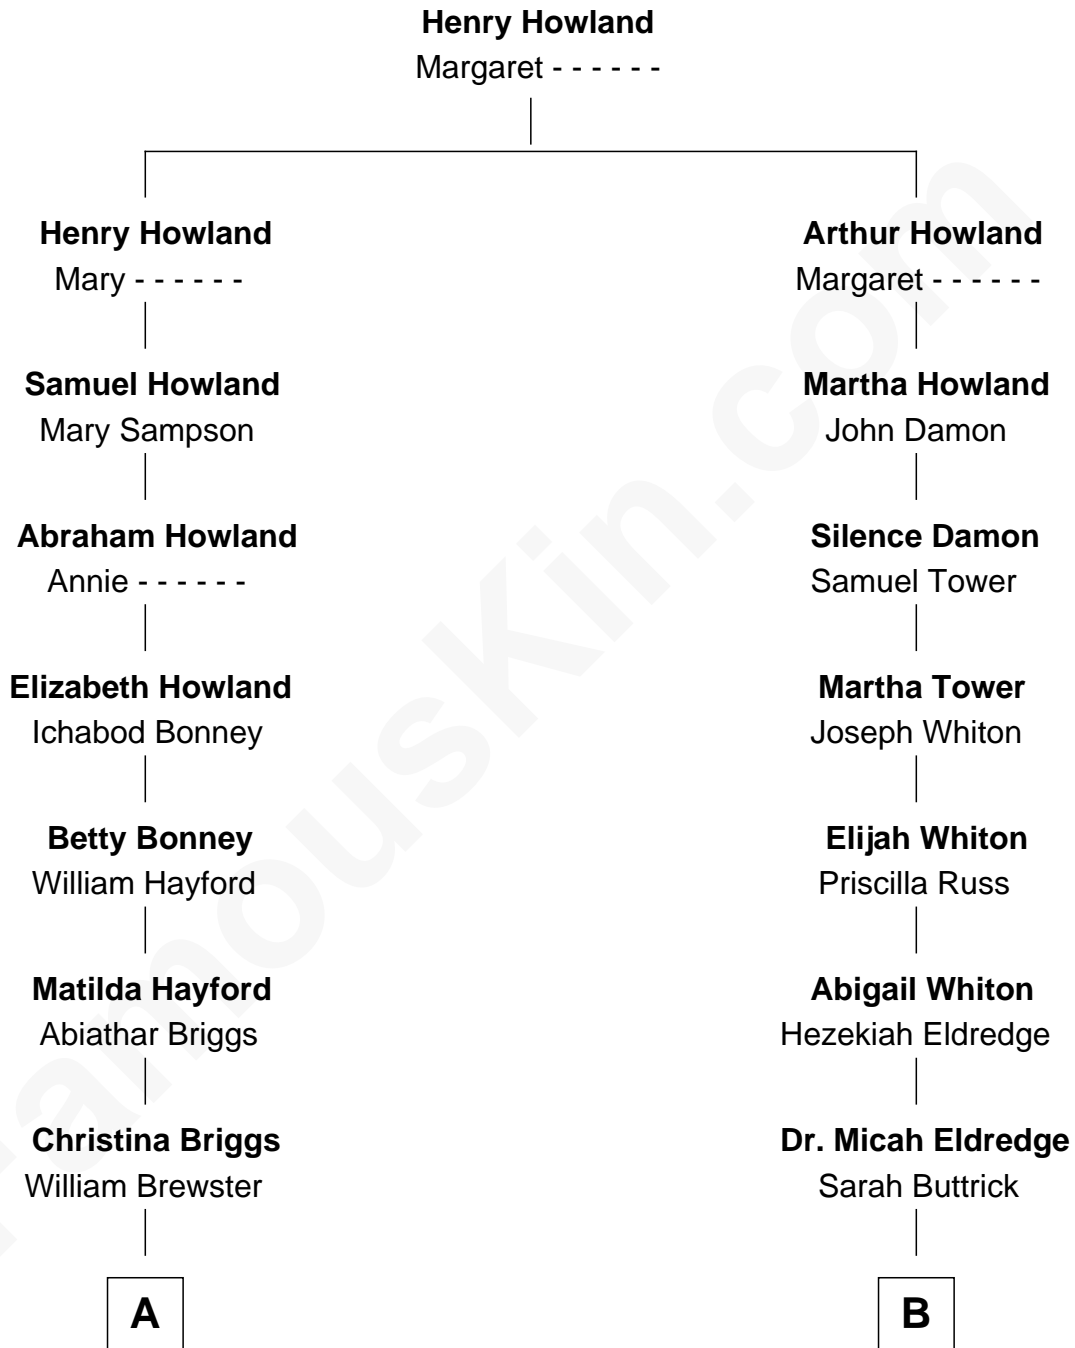 Henry Howland
Margaret - - - - - -
Henry Howland
Mary - - - - - -
Arthur Howland
Margaret - - - - - -
Samuel Howland
Mary Sampson
Martha Howland
John Damon
Abraham Howland
Annie - - - - - -
Silence Damon
Samuel Tower
Elizabeth Howland
Ichabod Bonney
Martha Tower
Joseph Whiton
Betty Bonney
William Hayford
Elijah Whiton
Priscilla Russ
Matilda Hayford
Abiathar Briggs
Abigail Whiton
Hezekiah Eldredge
Christina Briggs
William Brewster
Dr. Micah Eldredge
Sarah Buttrick
A
B
FamousKin.com